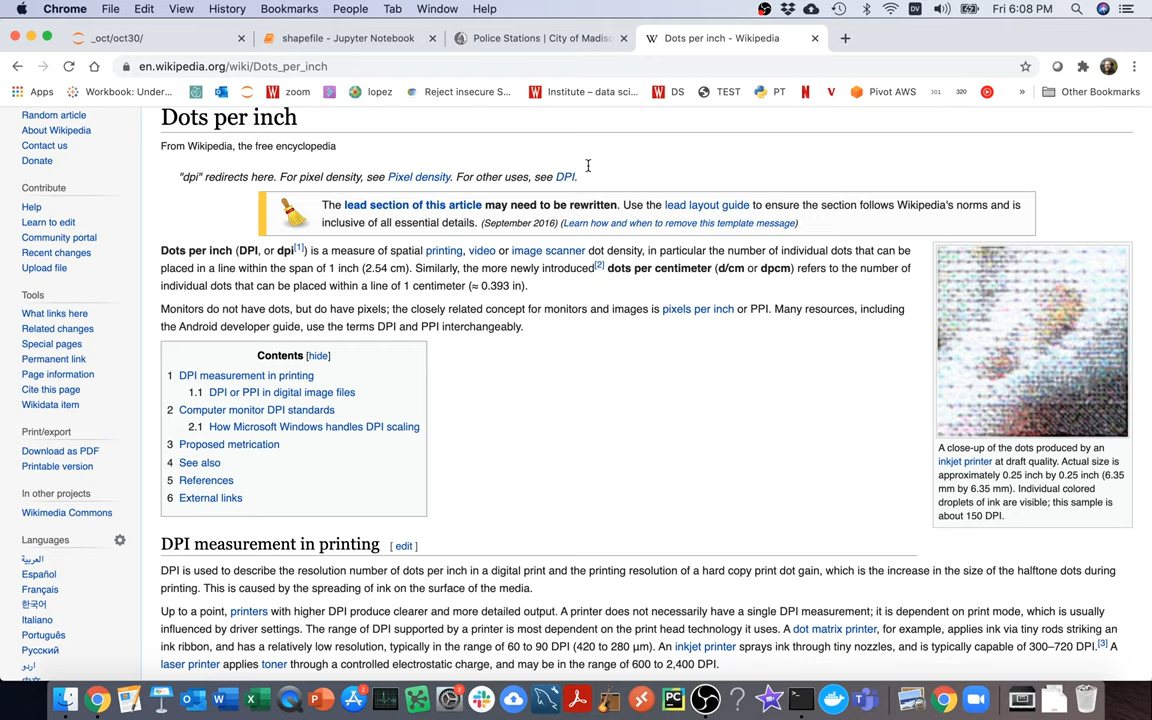 Chrome File Edit View History Bookmarks People Tab Window Help Fri 6:08 PM
_oct/oct30/ shapefile - Jupyter Notebook Police Stations | City of Madiso Dots per inch - Wikipedia
en.wikipedia.org/wiki/Dots_per_inch
Apps Workbook: Under... zoom lopez Reject insecure S... Institute – data sci... DS TEST PT Pivot AWS 301 320 » Other Bookmarks
Random article
About Wikipedia
Contact us
Donate
Contribute
Help
Learn to edit
Community portal
Recent changes
Upload file
Tools
What links here
Related changes
Special pages
Permanent link
Page information
Cite this page
Wikidata item
Print/export
Download as PDF
Printable version
In other projects
Wikimedia Commons
Languages
العربية
Español
Français
한국어
Italiano
Português
Русский
اردو
Dots per inch
From Wikipedia, the free encyclopedia
"dpi" redirects here. For pixel density, see Pixel density. For other uses, see DPI.
The lead section of this article may need to be rewritten. Use the lead layout guide to ensure the section follows Wikipedia's norms and is
inclusive of all essential details. (September 2016) (Learn how and when to remove this template message)
Dots per inch (DPI, or dpi[1]) is a measure of spatial printing, video or image scanner dot density, in particular the number of individual dots that can be
placed in a line within the span of 1 inch (2.54 cm). Similarly, the more newly introduced[2] dots per centimeter (d/cm or dpcm) refers to the number of
individual dots that can be placed within a line of 1 centimeter (≈ 0.393 in).
Monitors do not have dots, but do have pixels; the closely related concept for monitors and images is pixels per inch or PPI. Many resources, including
the Android developer guide, use the terms DPI and PPI interchangeably.
Contents [hide]
1 DPI measurement in printing
1.1 DPI or PPI in digital image files
2 Computer monitor DPI standards
2.1 How Microsoft Windows handles DPI scaling
3 Proposed metrication
4 See also
5 References
6 External links
A close-up of the dots produced by an
inkjet printer at draft quality. Actual size is
approximately 0.25 inch by 0.25 inch (6.35
mm by 6.35 mm). Individual colored
droplets of ink are visible; this sample is
about 150 DPI.
DPI measurement in printing [ edit ]
DPI is used to describe the resolution number of dots per inch in a digital print and the printing resolution of a hard copy print dot gain, which is the increase in the size of the halftone dots during
printing. This is caused by the spreading of ink on the surface of the media.
Up to a point, printers with higher DPI produce clearer and more detailed output. A printer does not necessarily have a single DPI measurement; it is dependent on print mode, which is usually
influenced by driver settings. The range of DPI supported by a printer is most dependent on the print head technology it uses. A dot matrix printer, for example, applies ink via tiny rods striking an
ink ribbon, and has a relatively low resolution, typically in the range of 60 to 90 DPI (420 to 280 μm). An inkjet printer sprays ink through tiny nozzles, and is typically capable of 300–720 DPI.[3] A
laser printer applies toner through a controlled electrostatic charge, and may be in the range of 600 to 2,400 DPI.